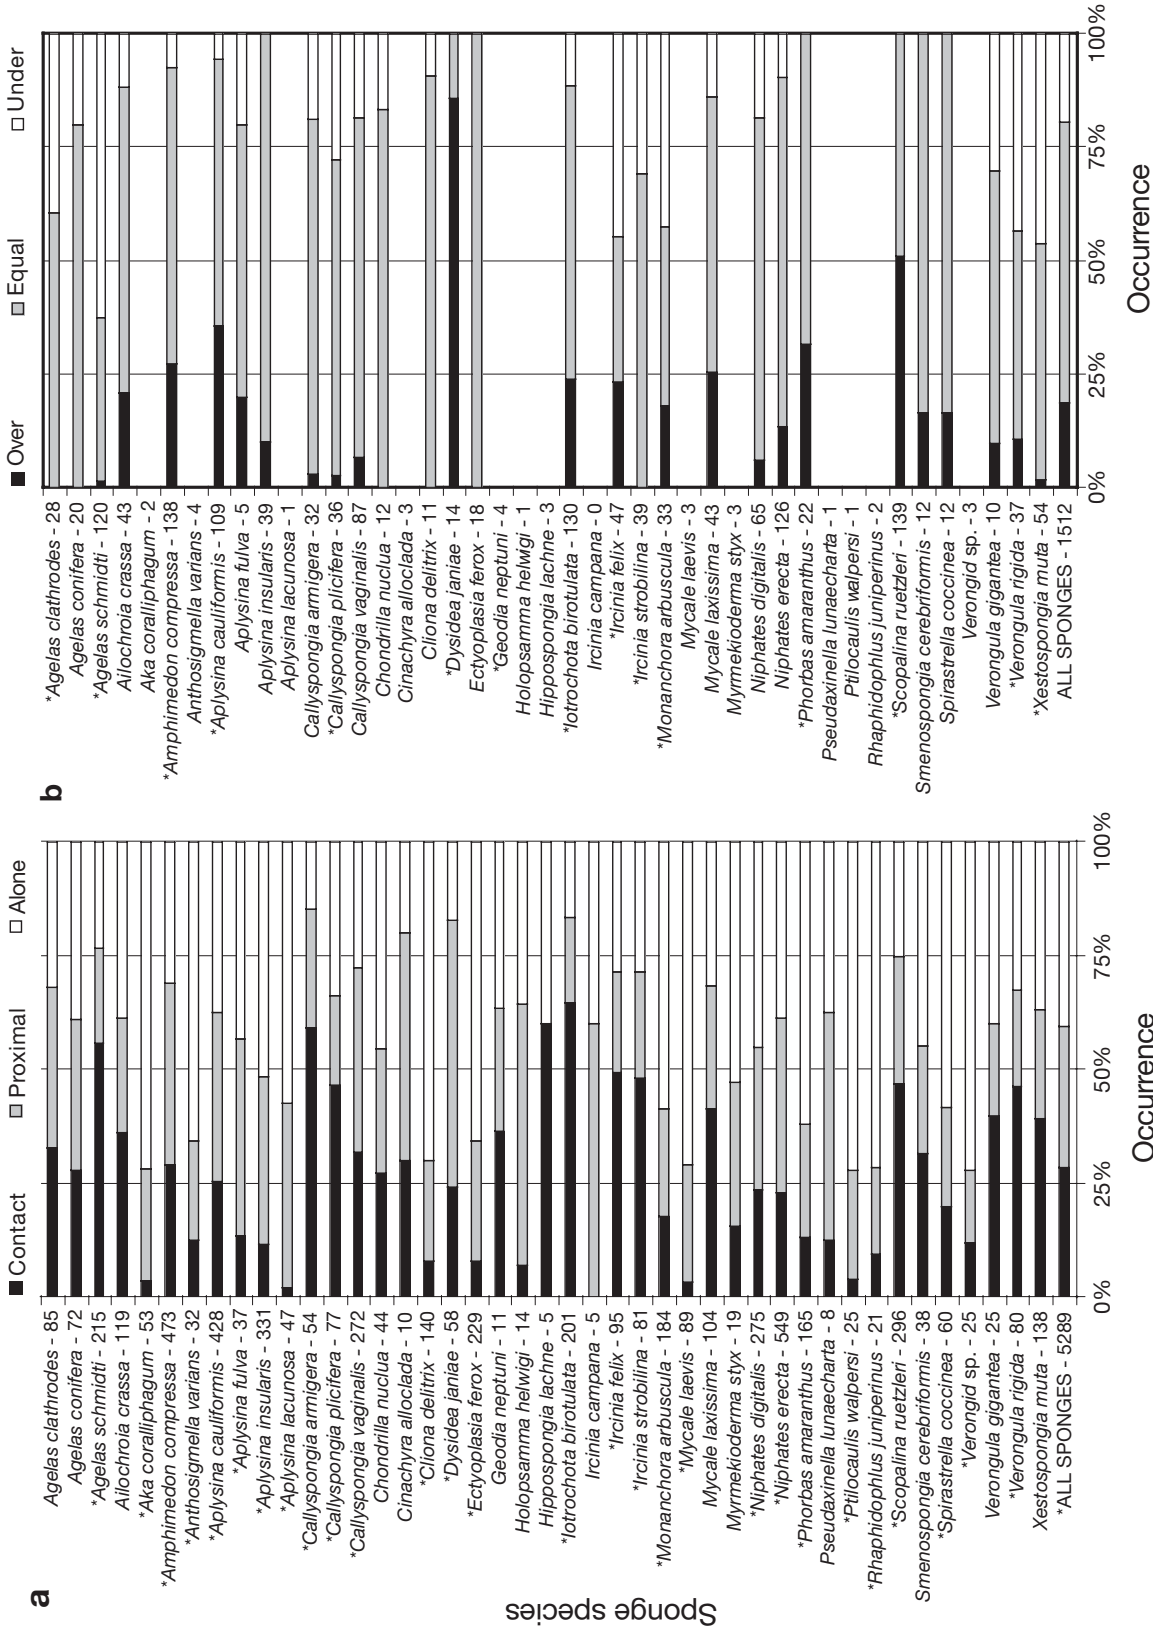 a
Contact Proximal Alone
Sponge species
Agelas clathrodes - 85
Agelas conifera - 72
*Agelas schmidti - 215
Ailochroia crassa - 119
*Aka coralliphagum - 53
*Amphimedon compressa - 473
*Anthosigmella varians - 32
*Aplysina cauliformis - 428
*Aplysina fulva - 37
*Aplysina insularis - 331
*Aplysina lacunosa - 47
*Callyspongia armigera - 54
*Callyspongia plicifera - 77
*Callyspongia vaginalis - 272
Chondrilla nuclua - 44
Cinachyra alloclada - 10
*Cliona delitrix - 140
*Dysidea janiae - 58
*Ectyoplasia ferox - 229
Geodia neptuni - 11
Holopsamma helwigi - 14
Hippospongia lachne - 5
*Iotrochota birotulata - 201
Ircinia campana - 5
*Ircinia felix - 95
*Ircinia strobilina - 81
*Monanchora arbuscula - 184
*Mycale laevis - 89
Mycale laxissima - 104
Myrmekioderma styx - 19
*Niphates digitalis - 275
*Niphates erecta - 549
*Phorbas amaranthus - 165
Pseudaxinella lunaecharta - 8
*Ptilocaulis walpersi - 25
*Rhaphidophlus juniperinus - 21
*Scopalina ruetzleri - 296
Smenospongia cerebriformis - 38
*Spirastrella coccinea - 60
*Verongid sp. - 25
Verongula gigantea - 25
*Verongula rigida - 80
Xestospongia muta - 138
*ALL SPONGES - 5289
0% 25% 50% 75% 100%
Occurrence
b
Over Equal Under
*Agelas clathrodes - 28
Agelas conifera - 20
*Agelas schmidti - 120
Ailochroia crassa - 43
Aka coralliphagum - 2
*Amphimedon compressa - 138
Anthosigmella varians - 4
*Aplysina cauliformis - 109
Aplysina fulva - 5
Aplysina insularis - 39
Aplysina lacunosa - 1
Callyspongia armigera - 32
*Callyspongia plicifera - 36
Callyspongia vaginalis - 87
Chondrilla nuclua - 12
Cinachyra alloclada - 3
Cliona delitrix - 11
*Dysidea janiae - 14
Ectyoplasia ferox - 18
*Geodia neptuni - 4
Holopsamma helwigi - 1
Hippospongia lachne - 3
*Iotrochota birotulata - 130
Ircinia campana - 0
*Ircinia felix - 47
*Ircinia strobilina - 39
*Monanchora arbuscula - 33
Mycale laevis - 3
Mycale laxissima - 43
Myrmekioderma styx - 3
Niphates digitalis - 65
Niphates erecta - 126
*Phorbas amaranthus - 22
Pseudaxinella lunaecharta - 1
Ptilocaulis walpersi - 1
Rhaphidophlus juniperinus - 2
*Scopalina ruetzleri - 139
Smenospongia cerebriformis - 12
Spirastrella coccinea - 12
Verongid sp. - 3
Verongula gigantea - 10
*Verongula rigida - 37
*Xestospongia muta - 54
ALL SPONGES - 1512
0% 25% 50% 75% 100%
Occurrence